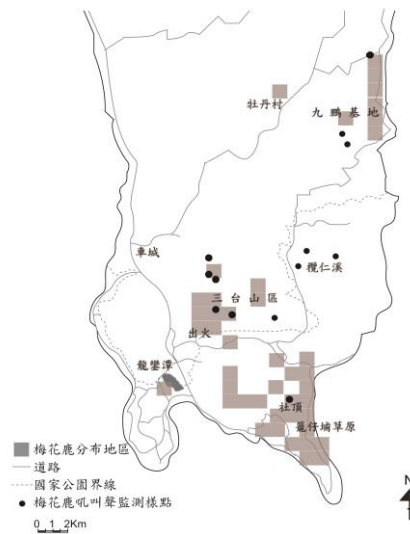 牡丹村
九鵬基地
車城
欖仁溪
三台山區
出火
龍鑾潭
社頂
龍仔埔草原
梅花鹿分布地區
道路
國家公園界線
梅花鹿吼叫聲監測樣點
0 1 2Km
N